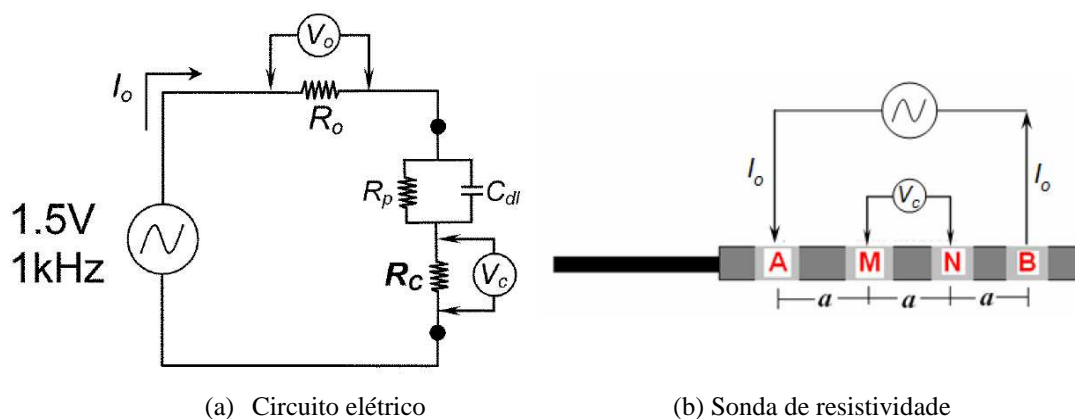 V_o
I_o
R_o
R_p
C_dl
1.5V
1kHz
R_C
V_c
I_o
I_o
V_c
A M N B
a a a
(a) Circuito elétrico
(b) Sonda de resistividade